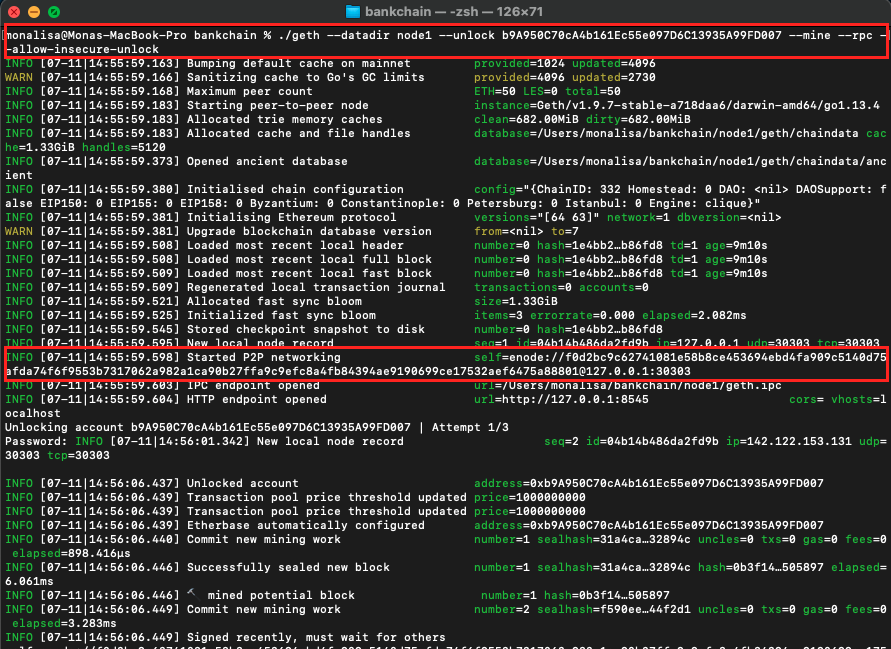 bankchain — -zsh — 126×71
monalisa@Monas-MacBook-Pro bankchain % ./geth --datadir node1 --unlock b9A950C70cA4b161Ec55e097D6C13935A99FD007 --mine --rpc -
-allow-insecure-unlock
INFO [07-11|14:55:59.163] Bumping default cache on mainnet provided=1024 updated=4096
WARN [07-11|14:55:59.166] Sanitizing cache to Go's GC limits provided=4096 updated=2730
INFO [07-11|14:55:59.168] Maximum peer count ETH=50 LES=0 total=50
INFO [07-11|14:55:59.183] Starting peer-to-peer node instance=Geth/v1.9.7-stable-a718daa6/darwin-amd64/go1.13.4
INFO [07-11|14:55:59.183] Allocated trie memory caches clean=682.00MiB dirty=682.00MiB
INFO [07-11|14:55:59.183] Allocated cache and file handles database=/Users/monalisa/bankchain/node1/geth/chaindata cac
he=1.33GiB handles=5120
INFO [07-11|14:55:59.373] Opened ancient database database=/Users/monalisa/bankchain/node1/geth/chaindata/anc
ient
INFO [07-11|14:55:59.380] Initialised chain configuration config="{ChainID: 332 Homestead: 0 DAO: <nil> DAOSupport: f
alse EIP150: 0 EIP155: 0 EIP158: 0 Byzantium: 0 Constantinople: 0 Petersburg: 0 Istanbul: 0 Engine: clique}"
INFO [07-11|14:55:59.381] Initialising Ethereum protocol versions="[64 63]" network=1 dbversion=<nil>
WARN [07-11|14:55:59.381] Upgrade blockchain database version from=<nil> to=7
INFO [07-11|14:55:59.508] Loaded most recent local header number=0 hash=1e4bb2…b86fd8 td=1 age=9m10s
INFO [07-11|14:55:59.508] Loaded most recent local full block number=0 hash=1e4bb2…b86fd8 td=1 age=9m10s
INFO [07-11|14:55:59.509] Loaded most recent local fast block number=0 hash=1e4bb2…b86fd8 td=1 age=9m10s
INFO [07-11|14:55:59.509] Regenerated local transaction journal transactions=0 accounts=0
INFO [07-11|14:55:59.521] Allocated fast sync bloom size=1.33GiB
INFO [07-11|14:55:59.525] Initialized fast sync bloom items=3 errorrate=0.000 elapsed=2.082ms
INFO [07-11|14:55:59.545] Stored checkpoint snapshot to disk number=0 hash=1e4bb2…b86fd8
INFO [07-11|14:55:59.595] New local node record seq=1 id=04b14b486da2fd9b ip=127.0.0.1 udp=30303 tcp=30303
INFO [07-11|14:55:59.598] Started P2P networking self=enode://f0d2bc9c62741081e58b8ce453694ebd4fa909c5140d75
afda74f6f9553b7317062a982a1ca90b27ffa9c9efc8a4fb84394ae9190699ce17532aef6475a88801@127.0.0.1:30303
INFO [07-11|14:55:59.603] IPC endpoint opened url=/Users/monalisa/bankchain/node1/geth.ipc
INFO [07-11|14:55:59.604] HTTP endpoint opened url=http://127.0.0.1:8545 cors= vhosts=l
ocalhost
Unlocking account b9A950C70cA4b161Ec55e097D6C13935A99FD007 | Attempt 1/3
Password: INFO [07-11|14:56:01.342] New local node record seq=2 id=04b14b486da2fd9b ip=142.122.153.131 udp=
30303 tcp=30303
INFO [07-11|14:56:06.437] Unlocked account address=0xb9A950C70cA4b161Ec55e097D6C13935A99FD007
INFO [07-11|14:56:06.439] Transaction pool price threshold updated price=1000000000
INFO [07-11|14:56:06.439] Transaction pool price threshold updated price=1000000000
INFO [07-11|14:56:06.439] Etherbase automatically configured address=0xb9A950C70cA4b161Ec55e097D6C13935A99FD007
INFO [07-11|14:56:06.440] Commit new mining work number=1 sealhash=31a4ca…32894c uncles=0 txs=0 gas=0 fees=0
elapsed=898.416µs
INFO [07-11|14:56:06.446] Successfully sealed new block number=1 sealhash=31a4ca…32894c hash=0b3f14…505897 elapsed=
6.061ms
INFO [07-11|14:56:06.446] 🔨 mined potential block number=1 hash=0b3f14…505897
INFO [07-11|14:56:06.449] Commit new mining work number=2 sealhash=f590ee…44f2d1 uncles=0 txs=0 gas=0 fees=0
elapsed=3.283ms
INFO [07-11|14:56:06.449] Signed recently, must wait for others